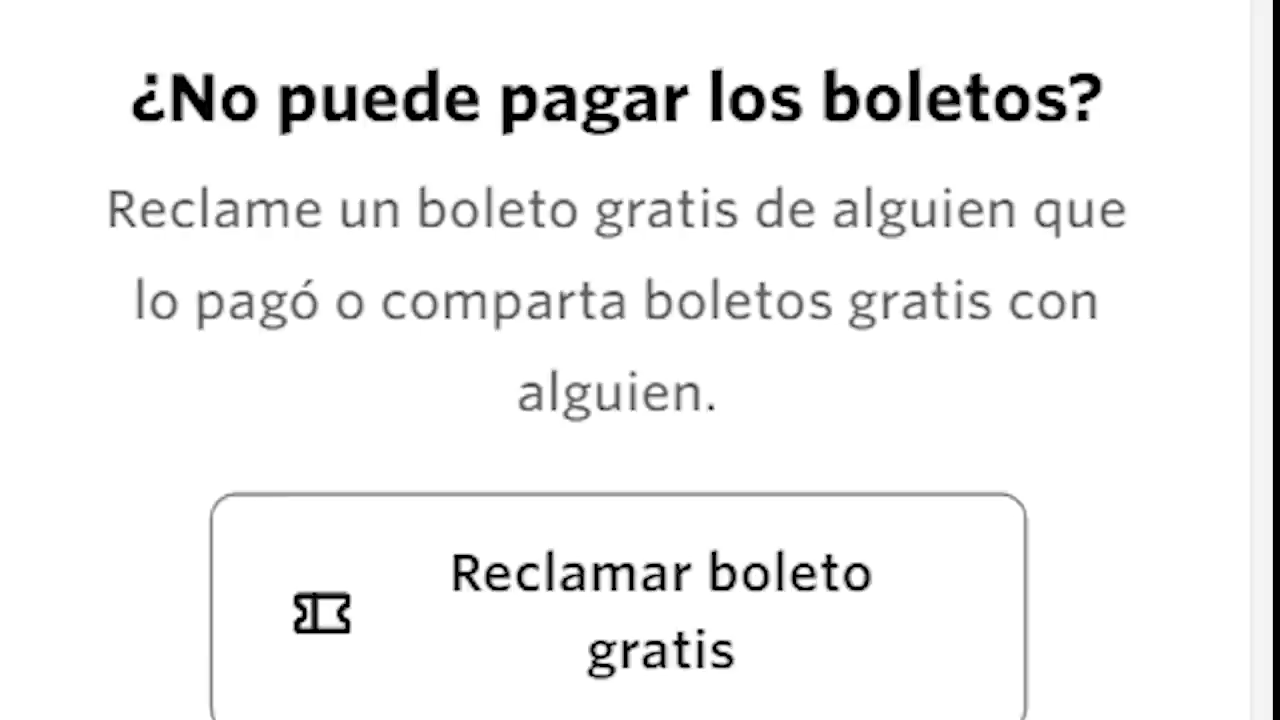 ¿No puede pagar los boletos?
Reclame un boleto gratis de alguien que
lo pagó o comparta boletos gratis con
alguien.
Reclamar boleto
gratis